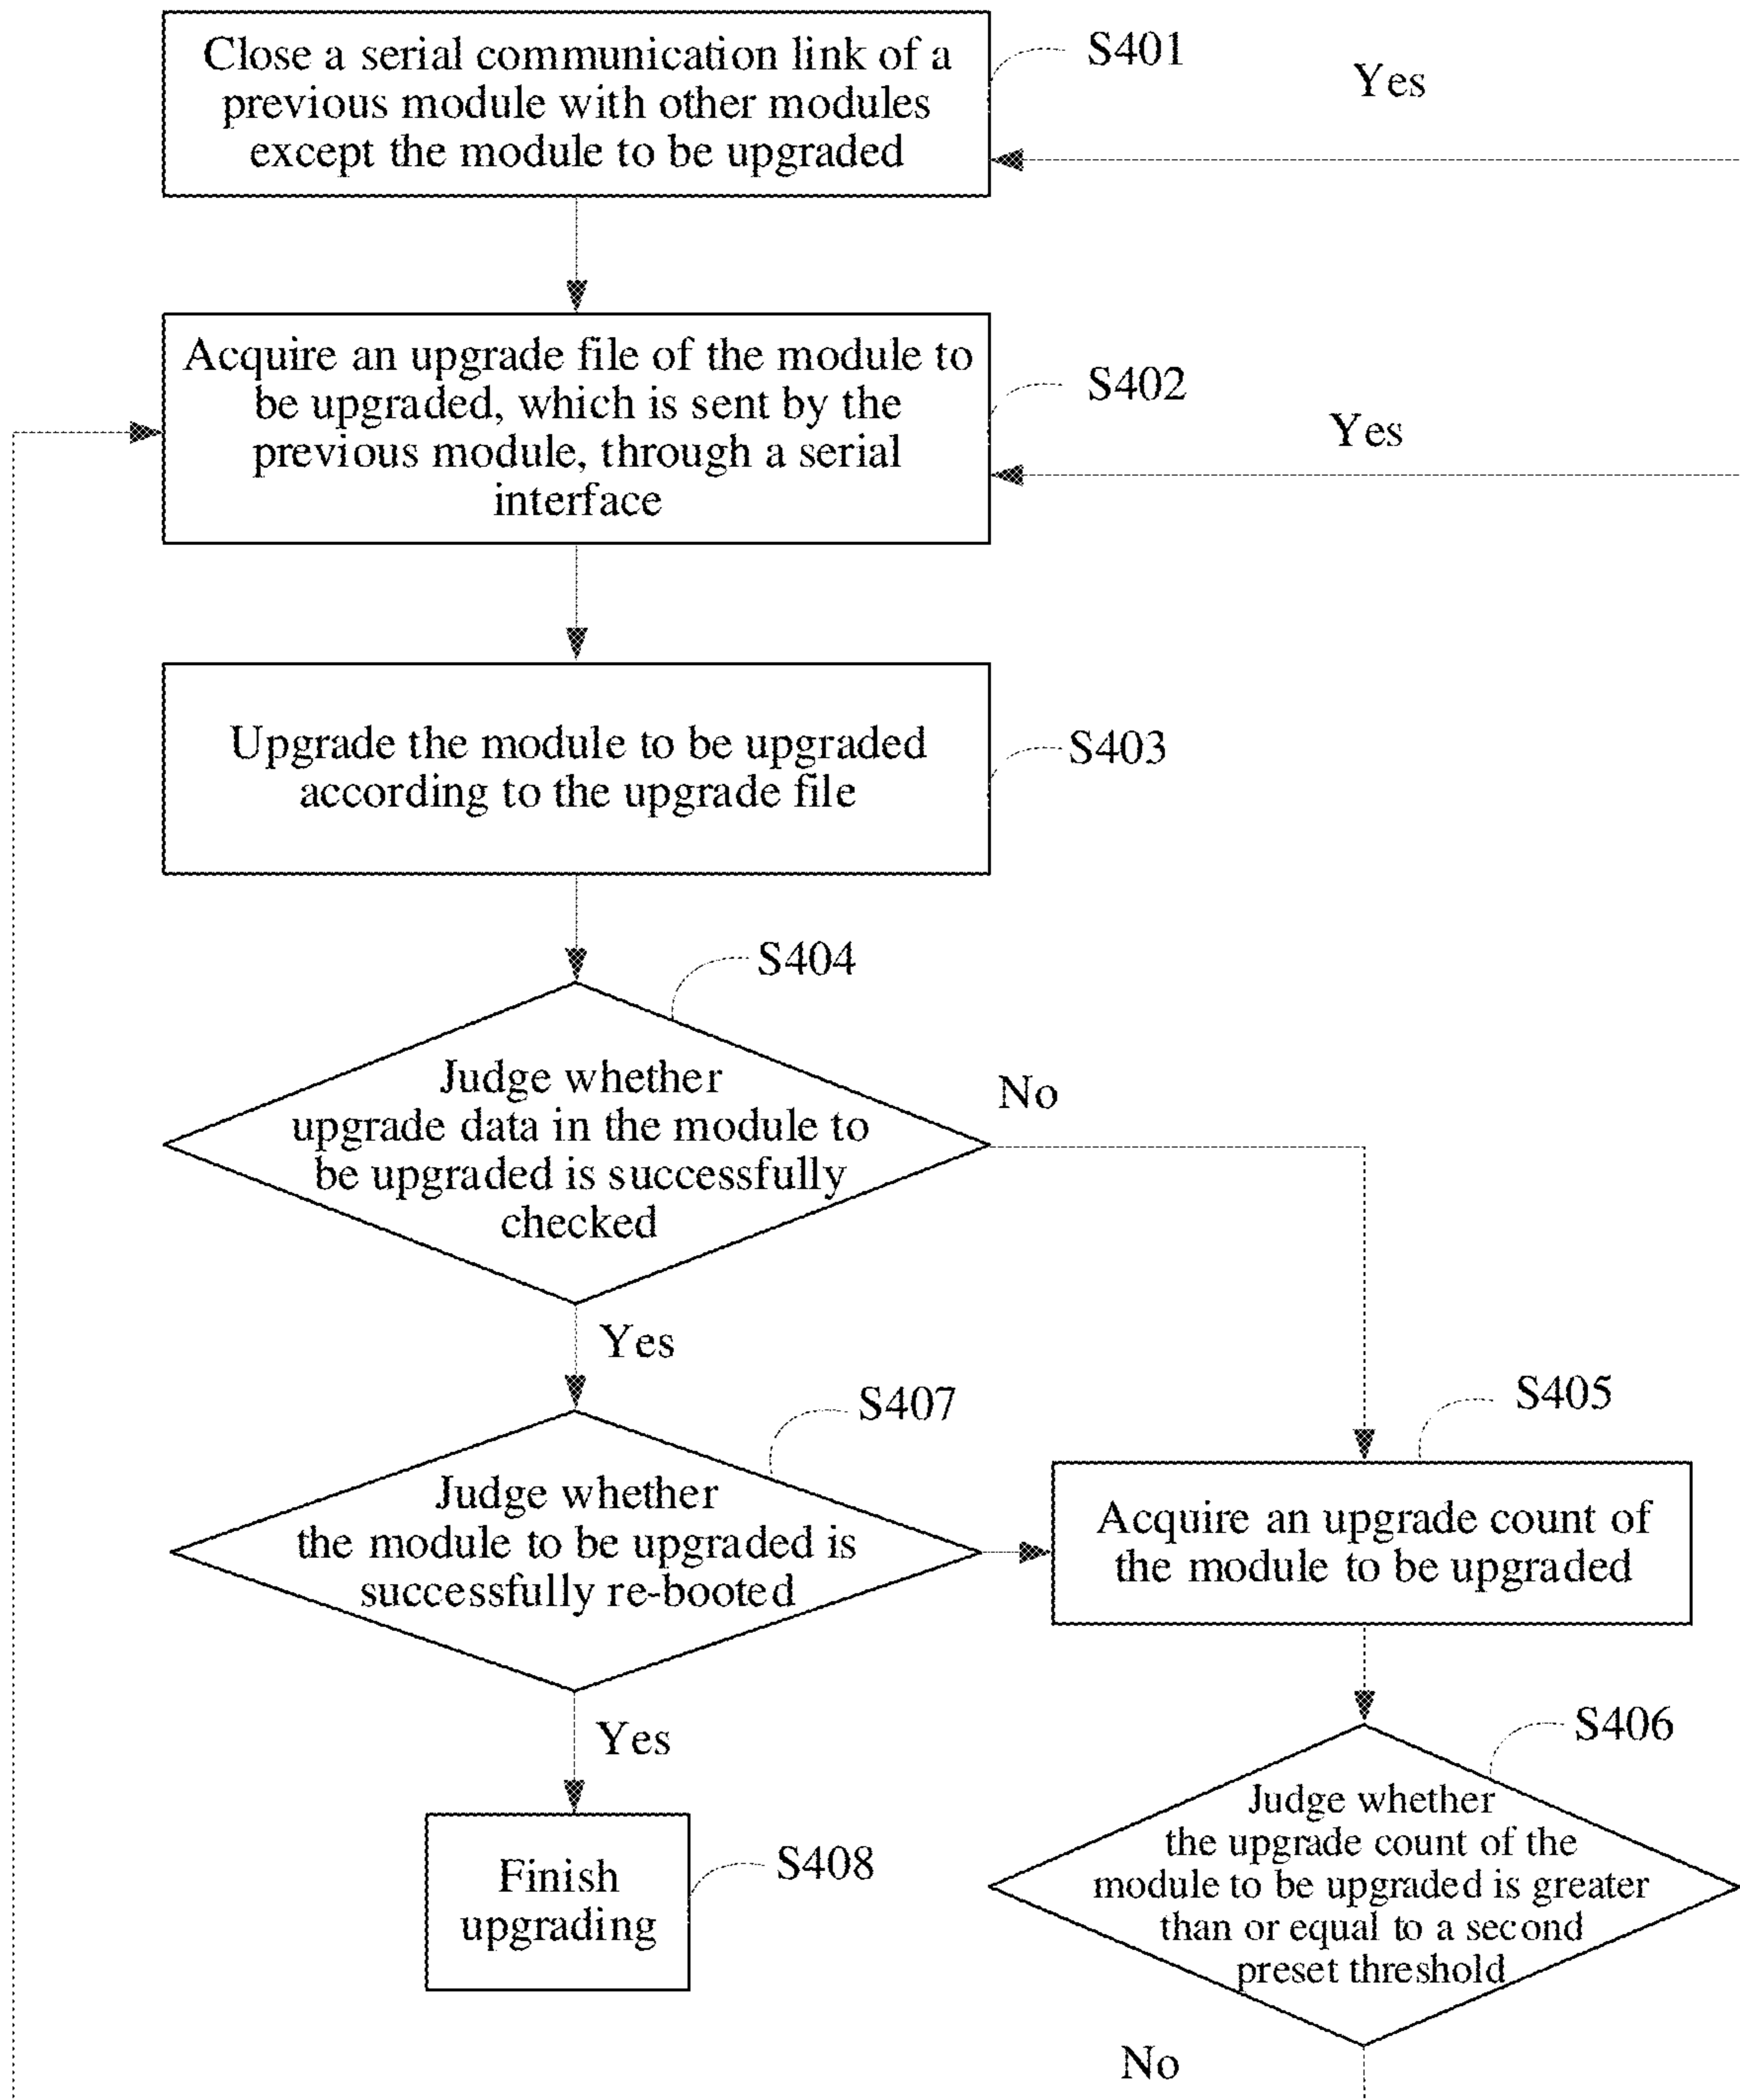 Close a serial communication link of a
previous module with other modules
except the module to be upgraded
S401
Yes
Acquire an upgrade file of the module to
be upgraded, which is sent by the
previous module, through a serial
interface
S402
Yes
Upgrade the module to be upgraded
according to the upgrade file
S403
S404
Judge whether
upgrade data in the module to
be upgraded is successfully
checked
No
Yes
S407
Judge whether
the module to be upgraded is
successfully re-booted
S405
Acquire an upgrade count of
the module to be upgraded
Yes
S406
Judge whether
the upgrade count of the
module to be upgraded is greater
than or equal to a second
preset threshold
Finish
upgrading
S408
No